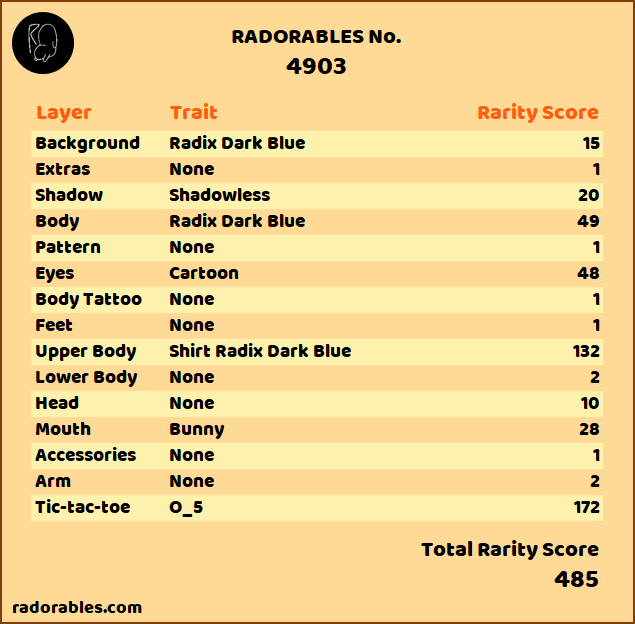 RADORABLES No.
4903
Layer Trait Rarity Score
Background Radix Dark Blue 15
Extras None 1
Shadow Shadowless 20
Body Radix Dark Blue 49
Pattern None 1
Eyes Cartoon 48
Body Tattoo None 1
Feet None 1
Upper Body Shirt Radix Dark Blue 132
Lower Body None 2
Head None 10
Mouth Bunny 28
Accessories None 1
Arm None 2
Tic-tac-toe O_5 172
Total Rarity Score
485
radorables.com